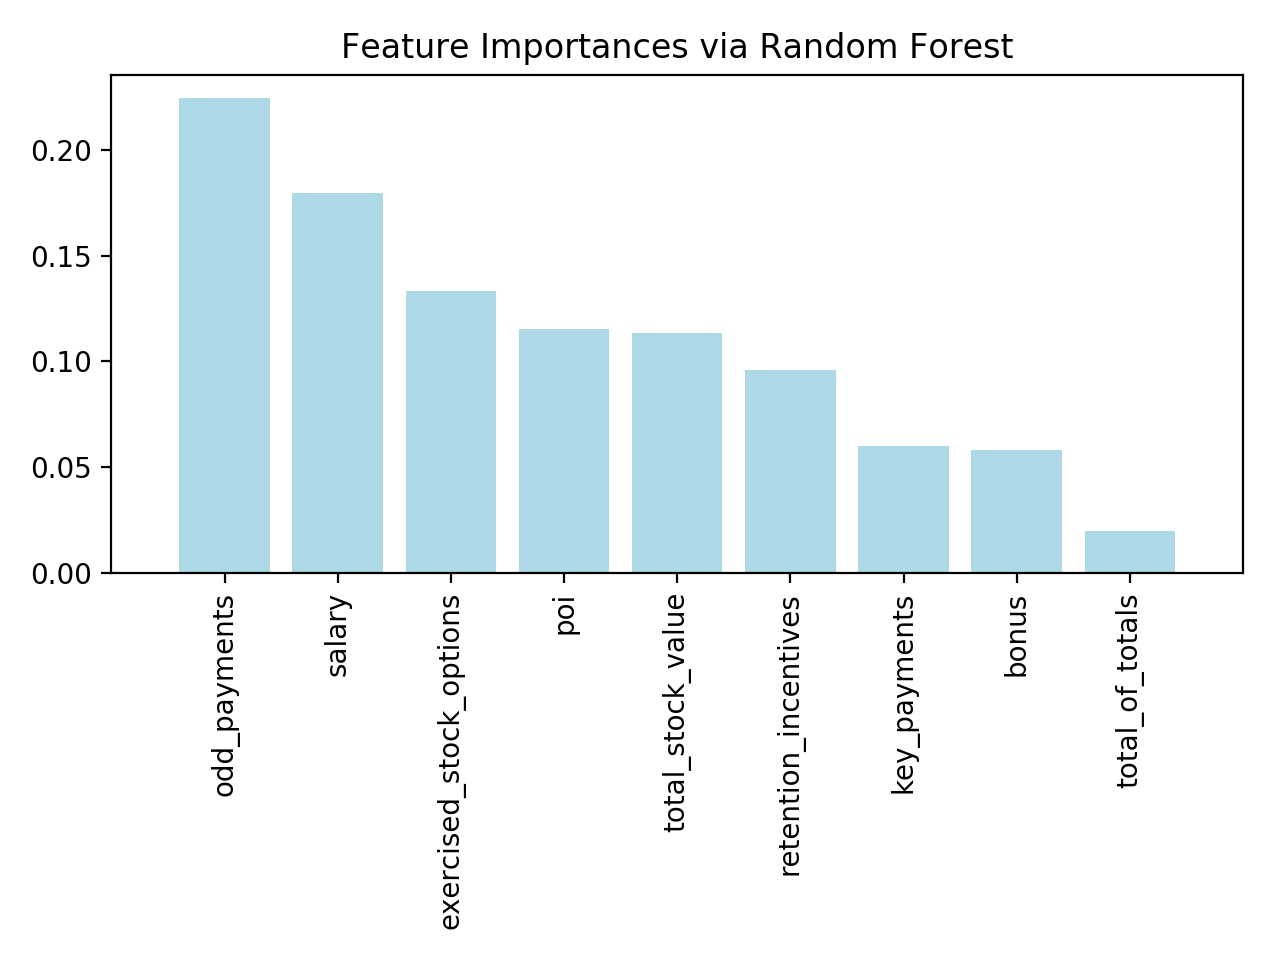 Feature Importances via Random Forest
0.20
0.15
0.10
0.05
0.00
odd_payments
salary
exercised_stock_options
poi
total_stock_value
retention_incentives
key_payments
bonus
total_of_totals